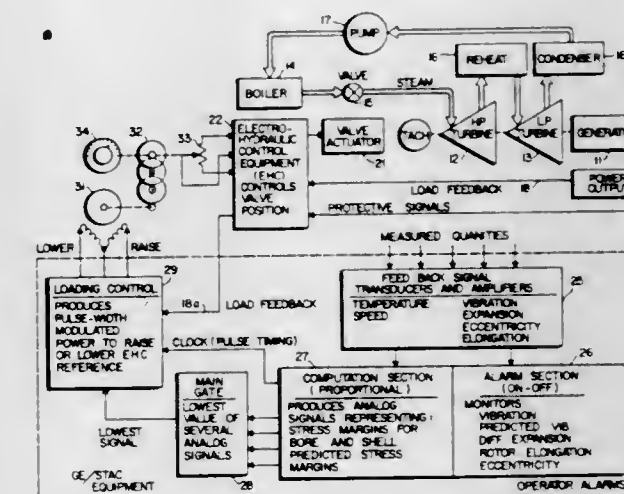 17
PUMP
14
BOILER
VALVE
15
STEAM
16
REHEAT
CONDENSER
16
34
32
33
31
22
ELECTRO-
HYDRAULIC
CONTROL
EQUIPMENT
(EHC)
CONTROLS
VALVE
POSITION
VALVE
ACTUATOR
21
TACH
HP
TURBINE
12
LP
TURBINE
13
GENERAT
11
LOAD FEEDBACK
18
POWER
OUTPU
PROTECTIVE SIGNALS
LOWER
RAISE
MEASURED QUANTITIES
29
LOADING CONTROL
PRODUCES
PULSE-WIDTH
MODULATED
POWER TO RAISE
OR LOWER EHC
REFERENCE
18a
LOAD FEEDBACK
CLOCK (PULSE TIMING)
FEED BACK SIGNAL
TRANSDUCERS AND AMPLIFIERS
TEMPERATURE
SPEED
VIBRATION
EXPANSION
ECCENTRICITY
ELONGATION
25
LOWEST
SIGNAL
MAIN
GATE
LOWEST
VALUE OF
SEVERAL
ANALOG
SIGNALS
28
27
COMPUTATION SECTION
(PROPORTIONAL)
PRODUCES ANALOG
SIGNALS REPRESENTING:
STRESS MARGINS FOR
BORE AND SHELL
PREDICTED STRESS
MARGINS
26
ALARM SECTION
(ON-OFF)
MONITORS
VIBRATION
PREDICTED VIB
DIFF EXPANSION
ROTOR ELONGATION
ECCENTRICITY
GE/STAC
EQUIPMENT
OPERATOR ALARMS